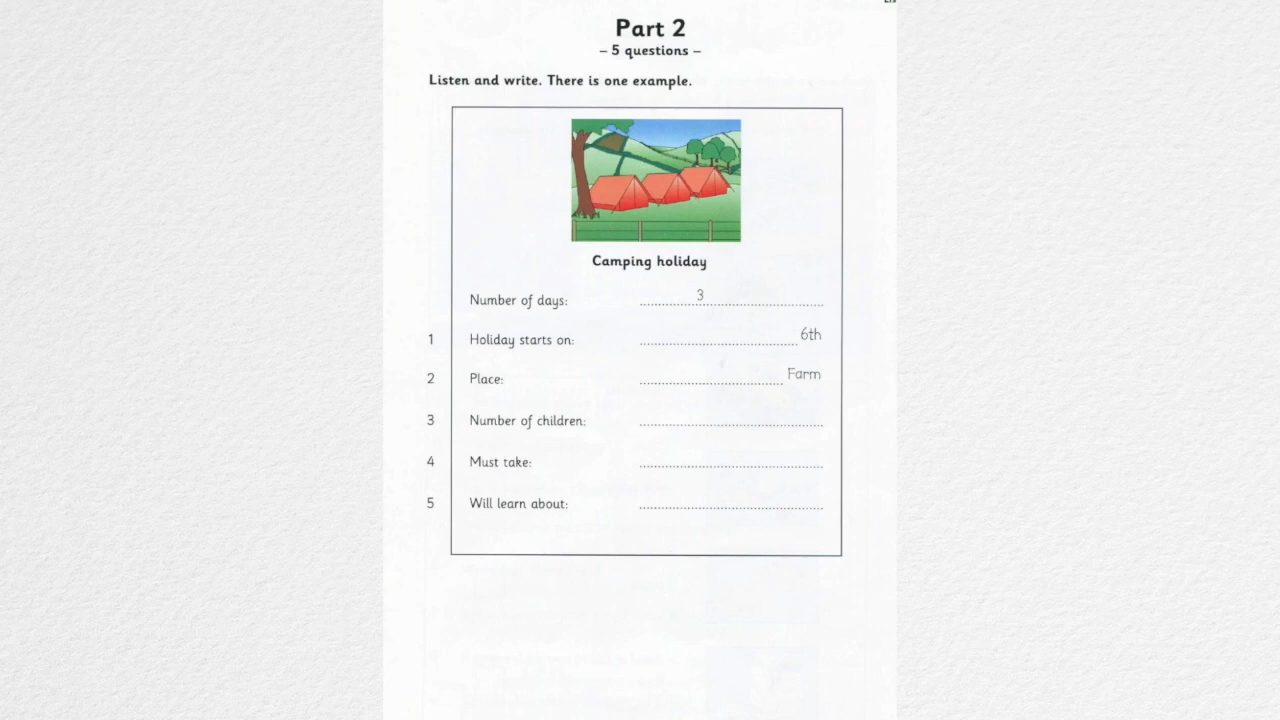 Part 2
– 5 questions –
Listen and write. There is one example.
Camping holiday
Number of days: 3
1 Holiday starts on: 6th
2 Place: Farm
3 Number of children:
4 Must take:
5 Will learn about: